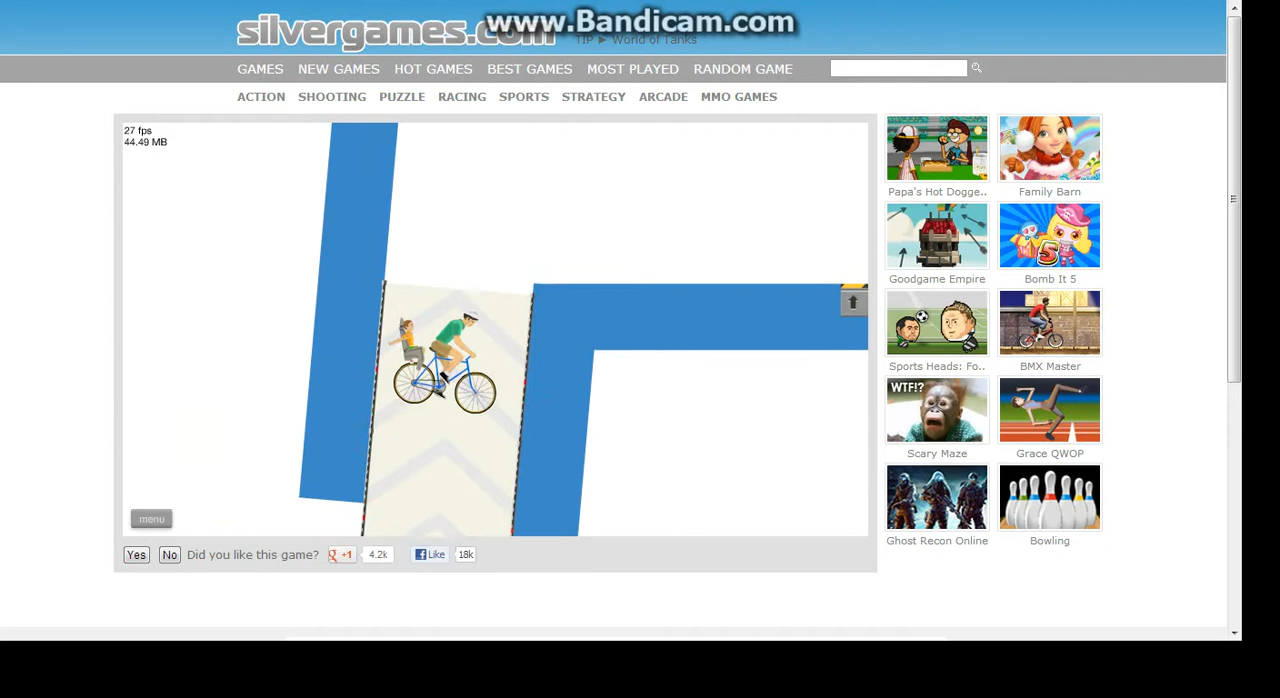 www.Bandicam.com
silvergames.com
TIP ► World of Tanks
GAMES NEW GAMES HOT GAMES BEST GAMES MOST PLAYED RANDOM GAME
ACTION SHOOTING PUZZLE RACING SPORTS STRATEGY ARCADE MMO GAMES
27 fps
44.49 MB
Papa's Hot Dogge.. Family Barn
Goodgame Empire Bomb It 5
5
Sports Heads: Fo.. BMX Master
WTF!?
Scary Maze Grace QWOP
Ghost Recon Online Bowling
menu
Yes No Did you like this game? +1 4.2k Like 18k